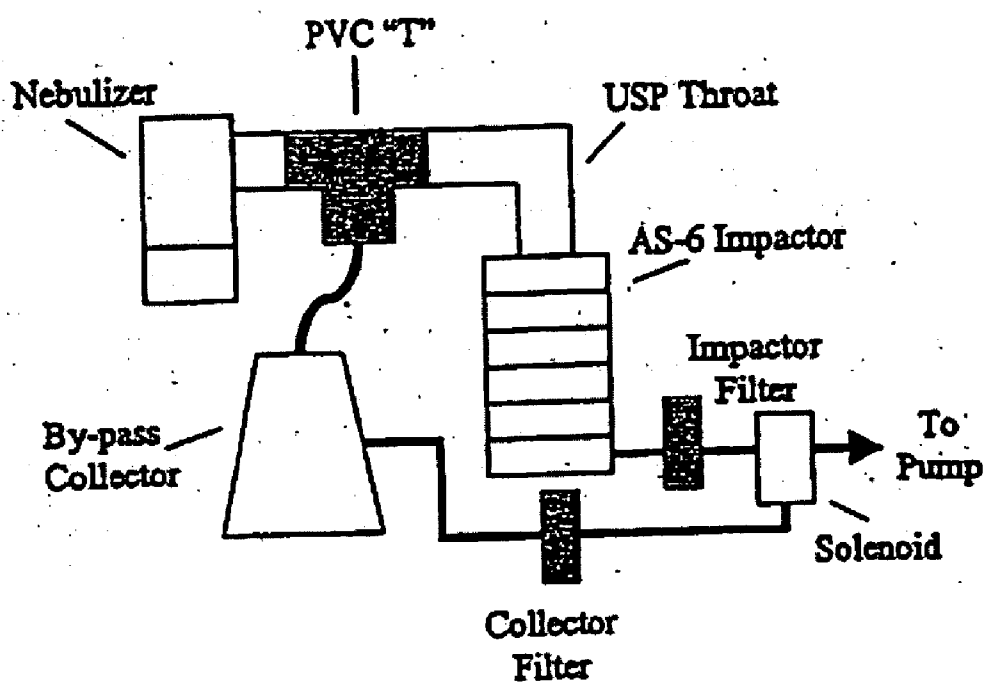 PVC "T"
Nebulizer
USP Throat
AS-6 Impactor
Impactor
Filter
By-pass
Collector
To
Pump
Solenoid
Collector
Filter